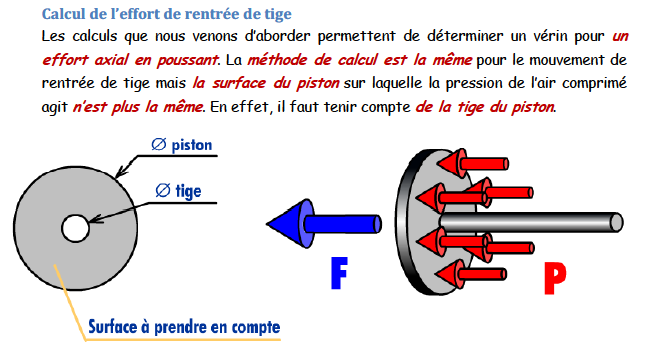 Calcul de l'effort de rentrée de tige
Les calculs que nous venons d'aborder permettent de déterminer un vérin pour un
effort axial en poussant. La méthode de calcul est la même pour le mouvement de
rentrée de tige mais la surface du piston sur laquelle la pression de l'air comprimé
agit n'est plus la même. En effet, il faut tenir compte de la tige du piston.
Ø piston
Ø tige
F
P
Surface à prendre en compte